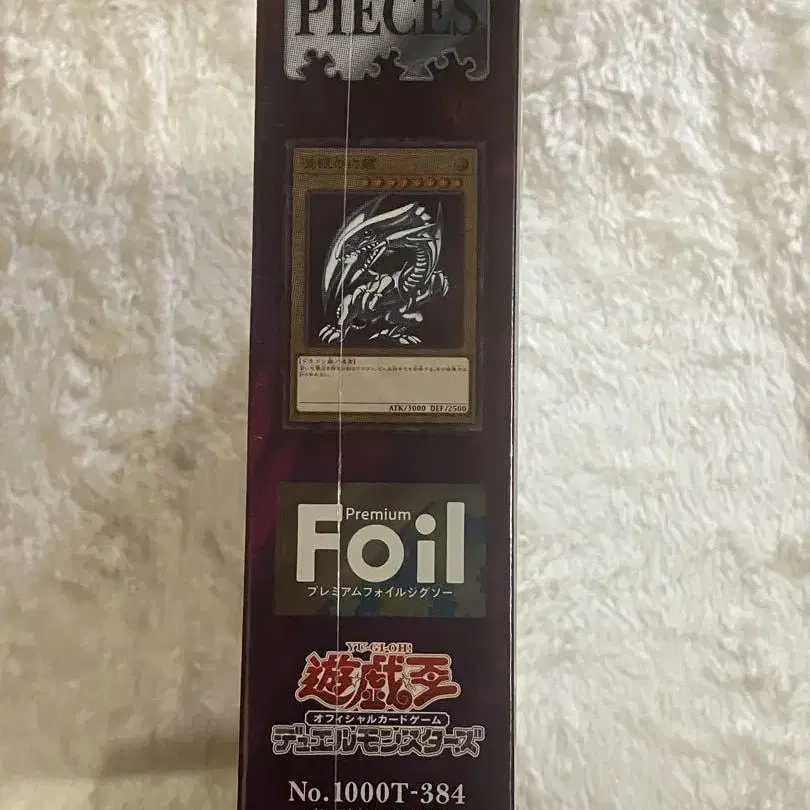 PIECES
ATK/3000 DEF/2500
Premium
Foil
プレミアムフォイルジグソー
YU-GI-OH!
遊戯王
オフィシャルカードゲーム
デュエルモンスターズ
No.1000T-384